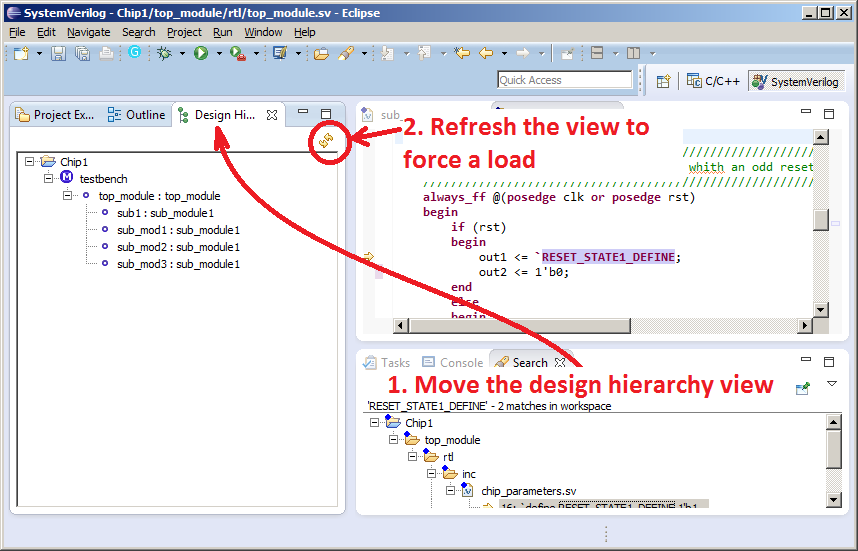 SystemVerilog - Chip1/top_module/rtl/top_module.sv - Eclipse
File Edit Navigate Search Project Run Window Help
Quick Access
C/C++ SystemVerilog
Project Ex... Outline Design Hi...
Chip1
testbench
top_module : top_module
sub1 : sub_module1
sub_mod1 : sub_module1
sub_mod2 : sub_module1
sub_mod3 : sub_module1
sub_
2. Refresh the view to
force a load
////////////////////
whith an odd reset
////////////////////////////////////////
always_ff @(posedge clk or posedge rst)
begin
if (rst)
begin
out1 <= `RESET_STATE1_DEFINE;
out2 <= 1'b0;
end
else
begin
Tasks Console Search
1. Move the design hierarchy view
'RESET_STATE1_DEFINE' - 2 matches in workspace
Chip1
top_module
rtl
inc
chip_parameters.sv
16: `define RESET_STATE1_DEFINE 1'b1